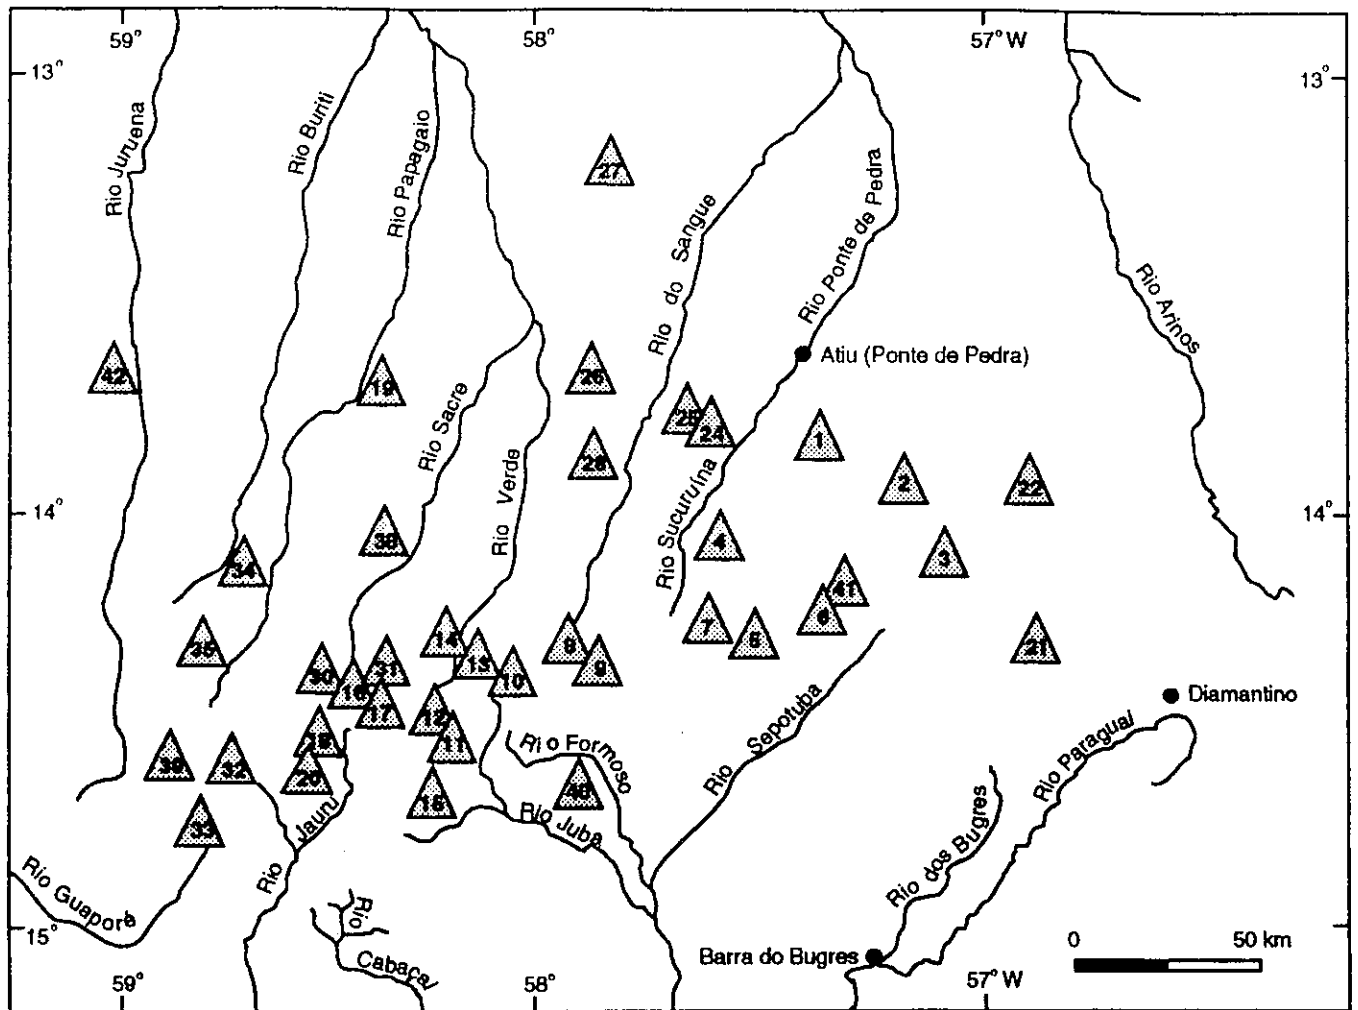 59°
58°
57° W
13°
13°
Rio Juruena
Rio Buriti
Rio Papagaio
27
Rio do Sangue
Rio Ponte de Pedra
Rio Arinos
Atiu (Ponte de Pedra)
42
19
26
Rio Sacre
25
24
1
28
Rio Verde
2
22
Rio Sucuruína
14°
14°
38
4
3
34
41
6
7
5
35
14
8
9
21
13
31
30
10
16
17
Diamantino
12
Rio Sepotuba
11
Rio Formoso
Rio Paraguai
39
32
20
40
15
Rio Jauru
33
Rio Juba
Rio dos Bugres
Rio Guaporé
Rio
Cabaçal
15°
0 50 km
Barra do Bugres
59°
58°
57° W